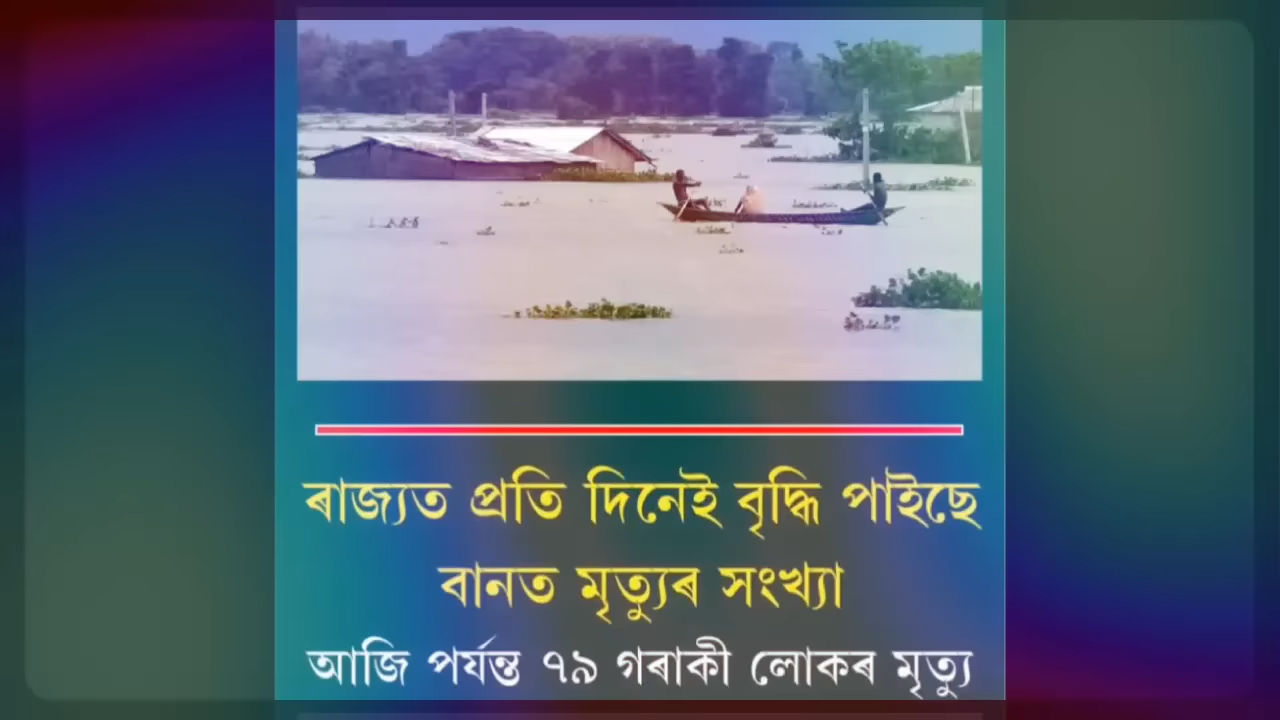 ৰাজ্যত প্ৰতি দিনেই বৃদ্ধি পাইছে
বানত মৃত্যুৰ সংখ্যা
আজি পৰ্যন্ত ৭৯ গৰাকী লোকৰ মৃত্যু